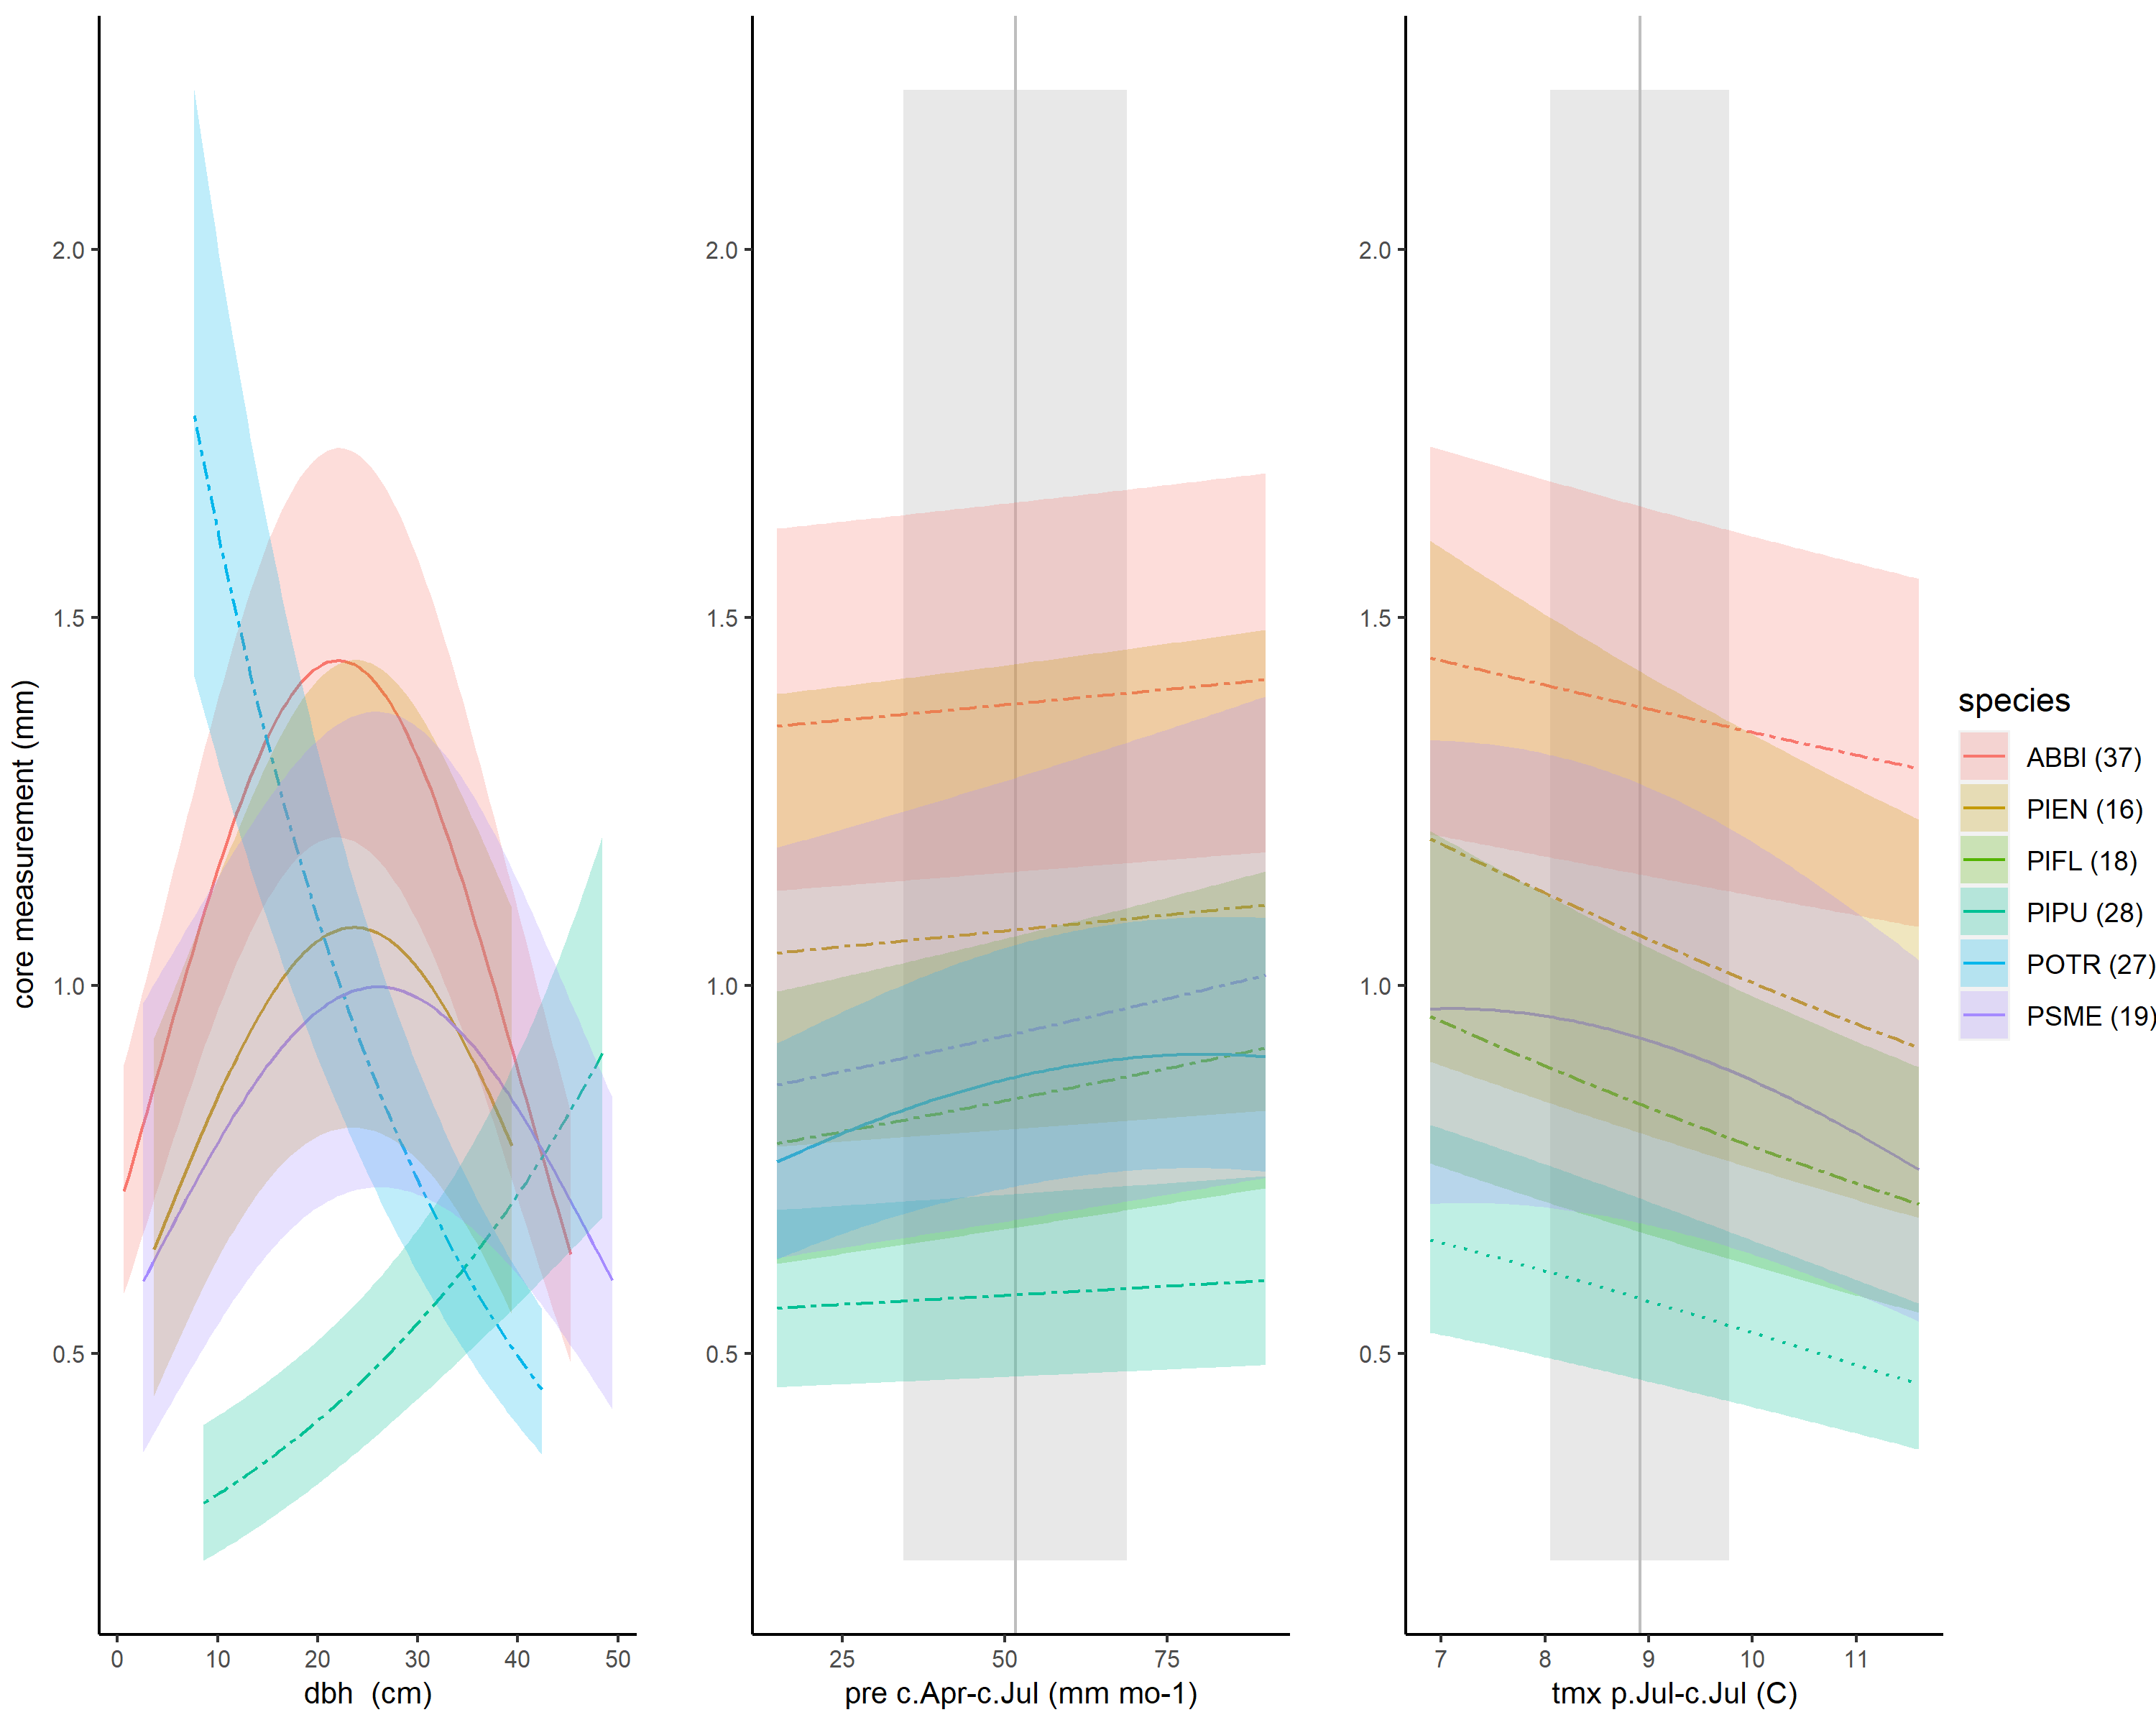 core measurement (mm)
2.0
1.5
1.0
0.5
0 10 20 30 40 50
dbh  (cm)
2.0
1.5
1.0
0.5
25 50 75
pre c.Apr-c.Jul (mm mo-1)
2.0
1.5
1.0
0.5
7 8 9 10 11
tmx p.Jul-c.Jul (C)
species
ABBI (37)
PIEN (16)
PIFL (18)
PIPU (28)
POTR (27)
PSME (19)